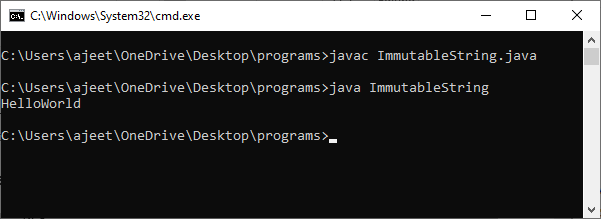 C:\Windows\System32\cmd.exe
C:\Users\ajeet\OneDrive\Desktop\programs>javac ImmutableString.java
C:\Users\ajeet\OneDrive\Desktop\programs>java ImmutableString
HelloWorld
C:\Users\ajeet\OneDrive\Desktop\programs>